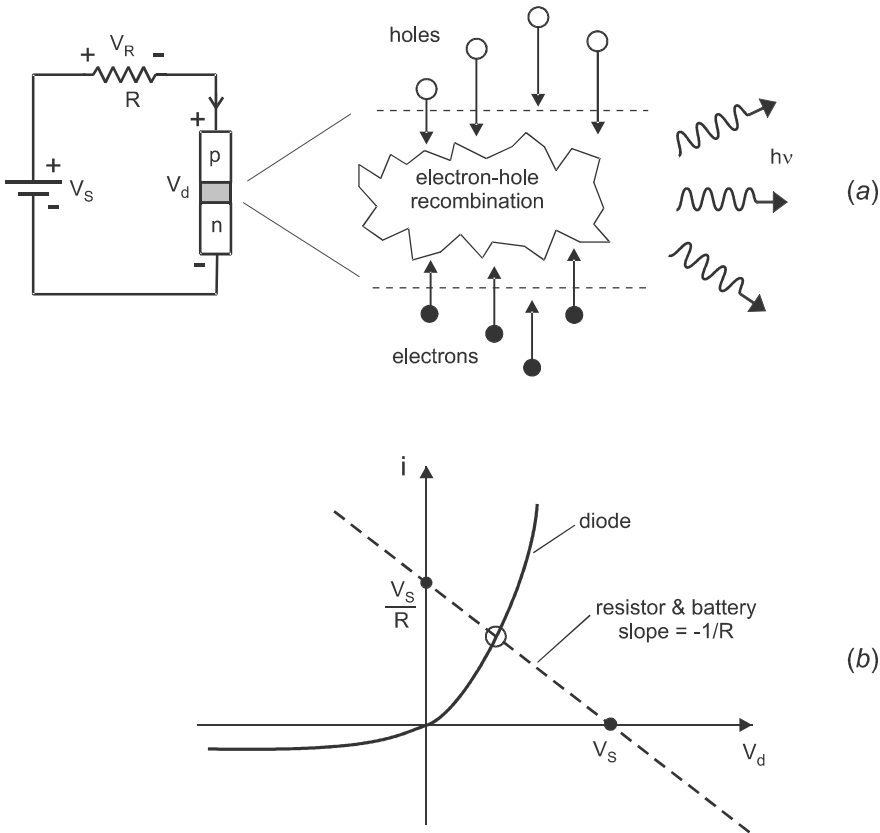 + V_R -
R
+
p
V_d
n
-
+
V_S
-
holes
electron-hole
recombination
electrons
hν
(a)
i
diode
V_S
R
resistor & battery
slope = -1/R
(b)
V_S
V_d